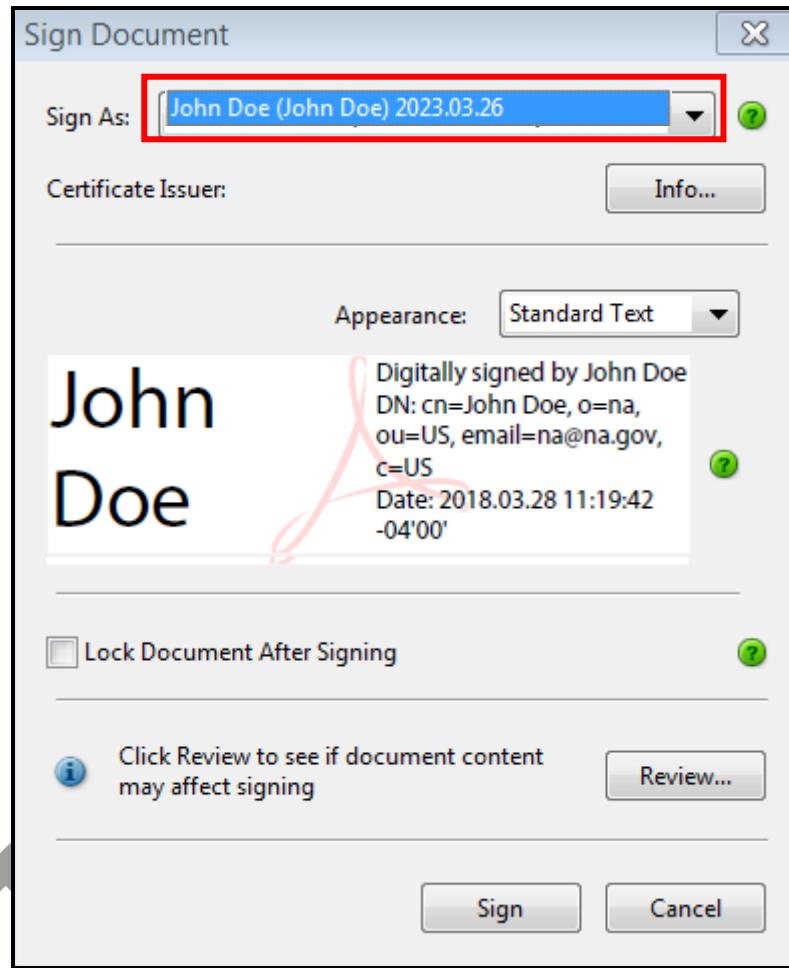 Sign Document
Sign As: John Doe (John Doe) 2023.03.26
Certificate Issuer: Info...
Appearance: Standard Text
John
Doe
Digitally signed by John Doe
DN: cn=John Doe, o=na,
ou=US, email=na@na.gov,
c=US
Date: 2018.03.28 11:19:42
-04'00'
Lock Document After Signing
Click Review to see if document content
may affect signing
Review...
Sign Cancel